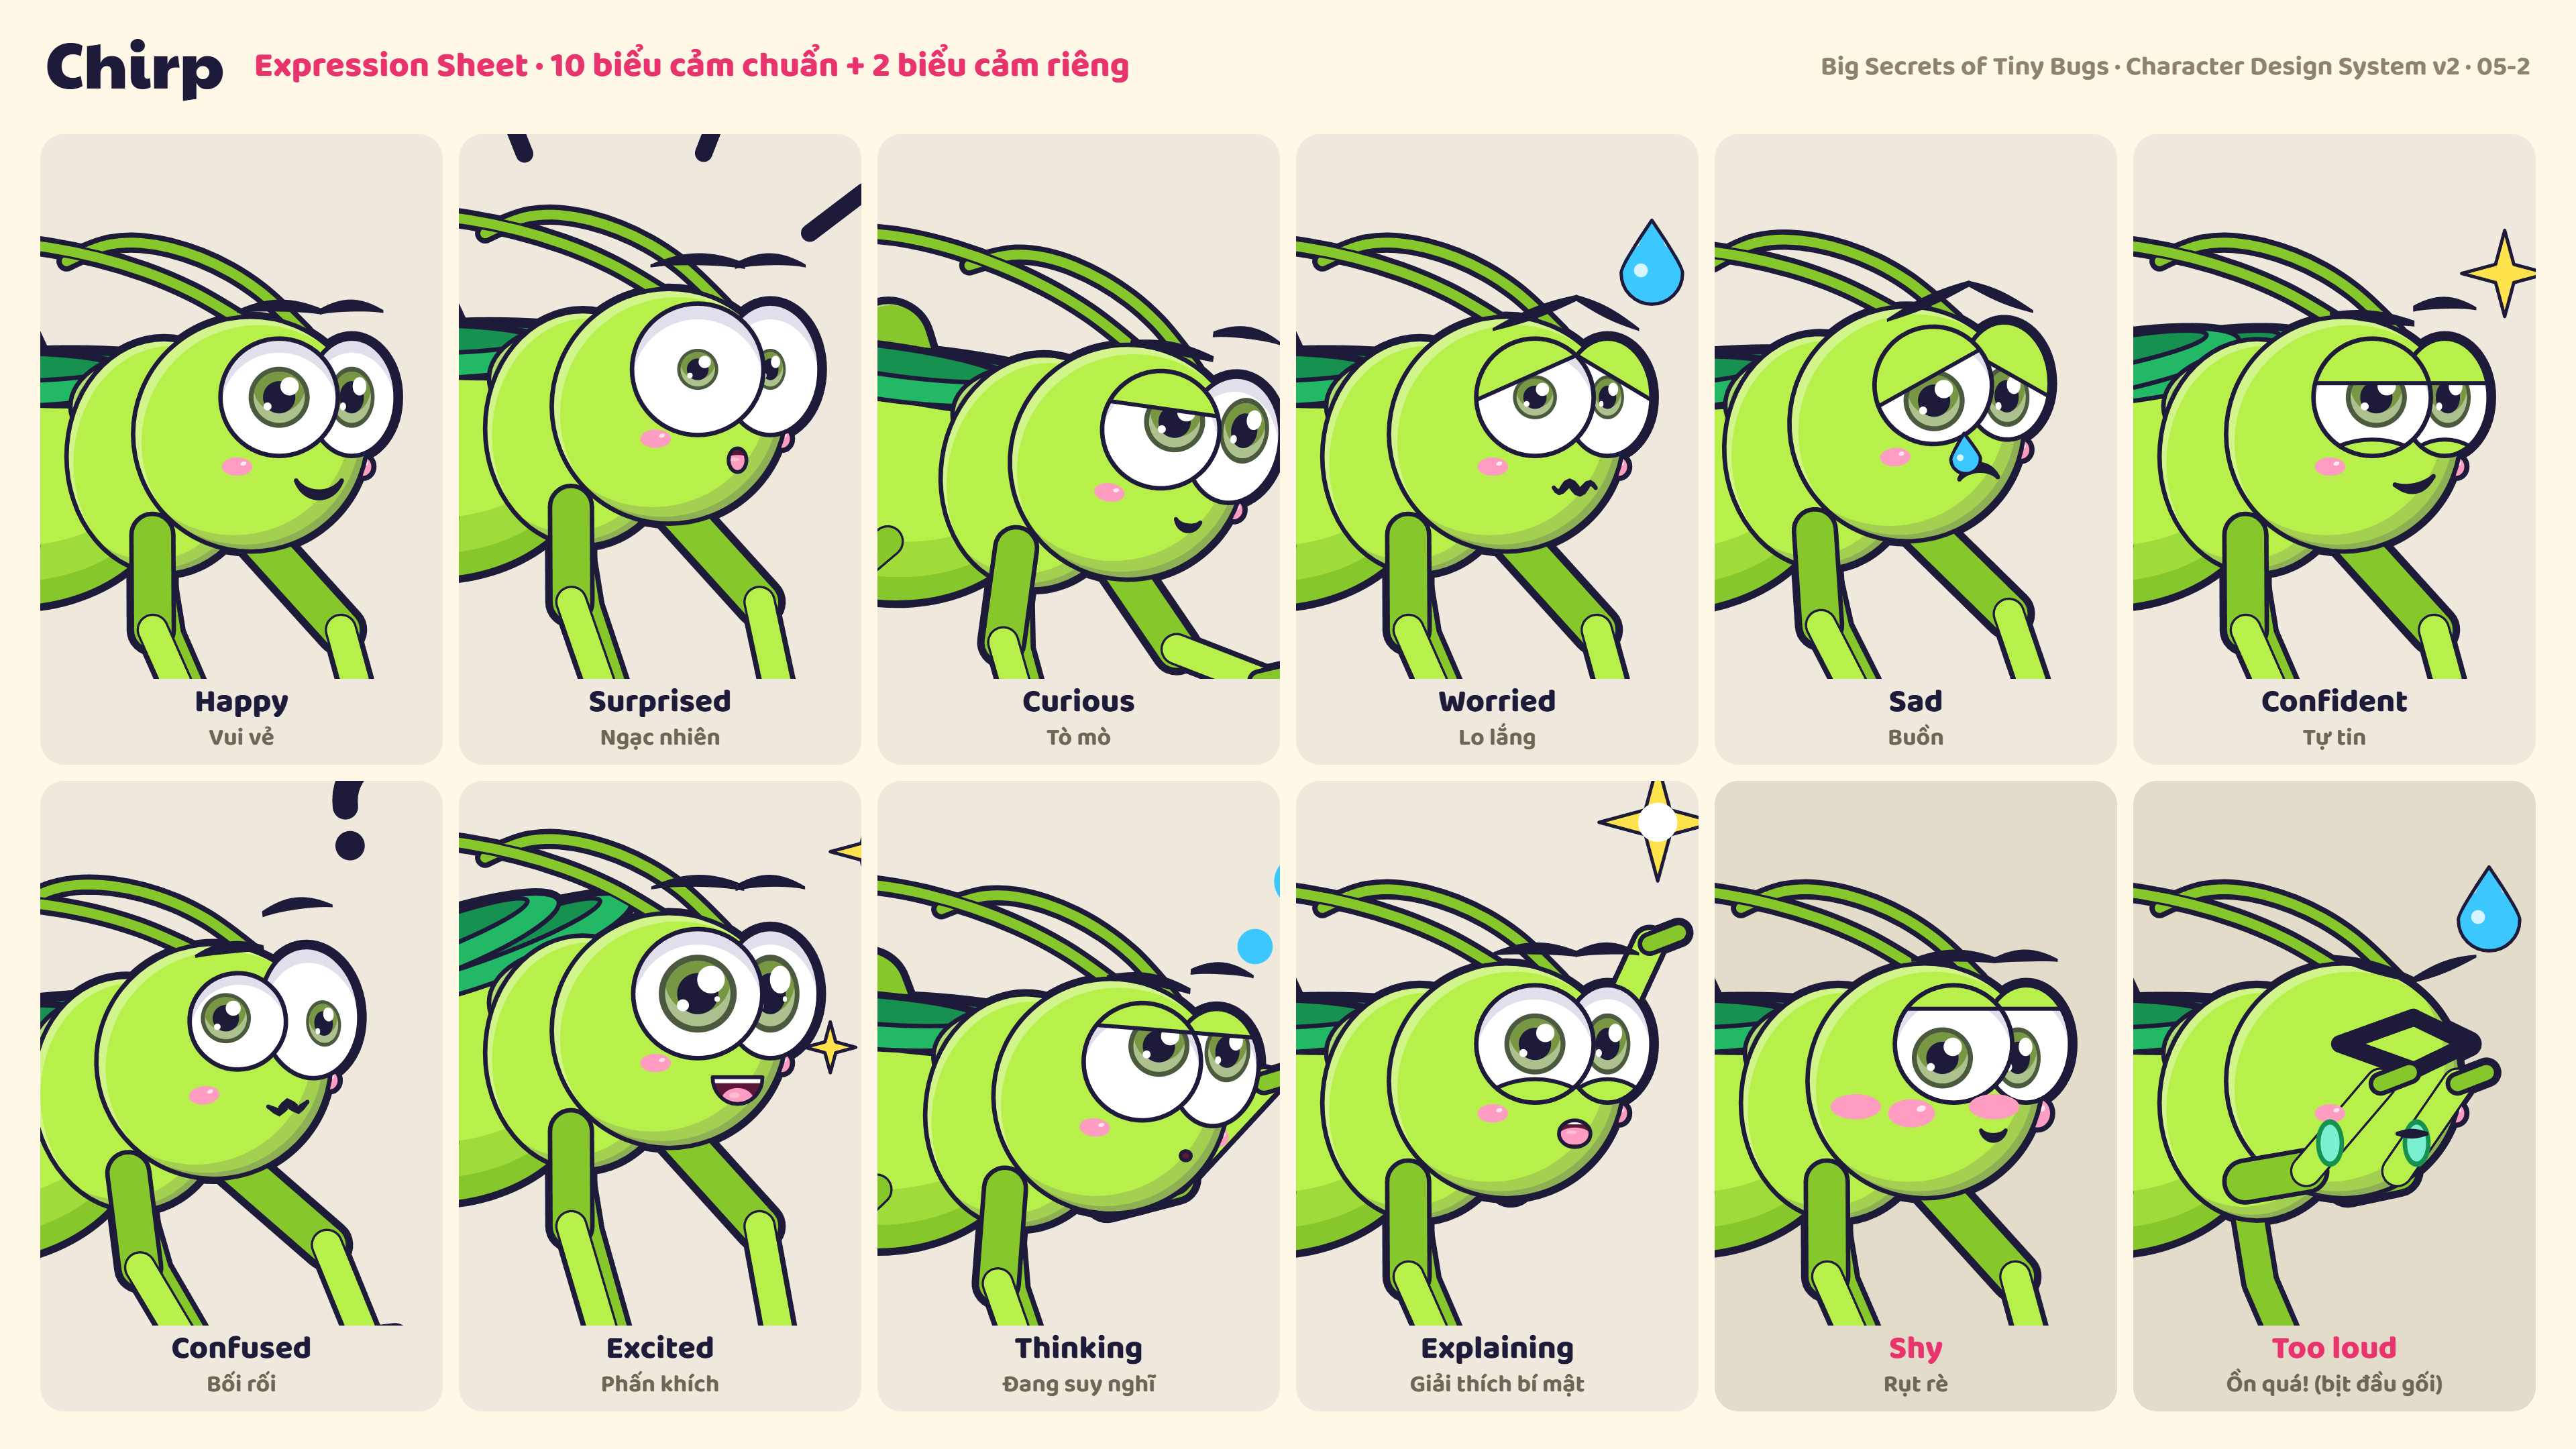 Chirp
Expression Sheet · 10 biểu cảm chuẩn + 2 biểu cảm riêng
Big Secrets of Tiny Bugs · Character Design System v2 · 05-2
Happy
Vui vẻ
Surprised
Ngạc nhiên
Curious
Tò mò
Worried
Lo lắng
Sad
Buồn
Confident
Tự tin
Confused
Bối rối
Excited
Phấn khích
Thinking
Đang suy nghĩ
Explaining
Giải thích bí mật
Shy
Rụt rè
Too loud
Ồn quá! (bịt đầu gối)